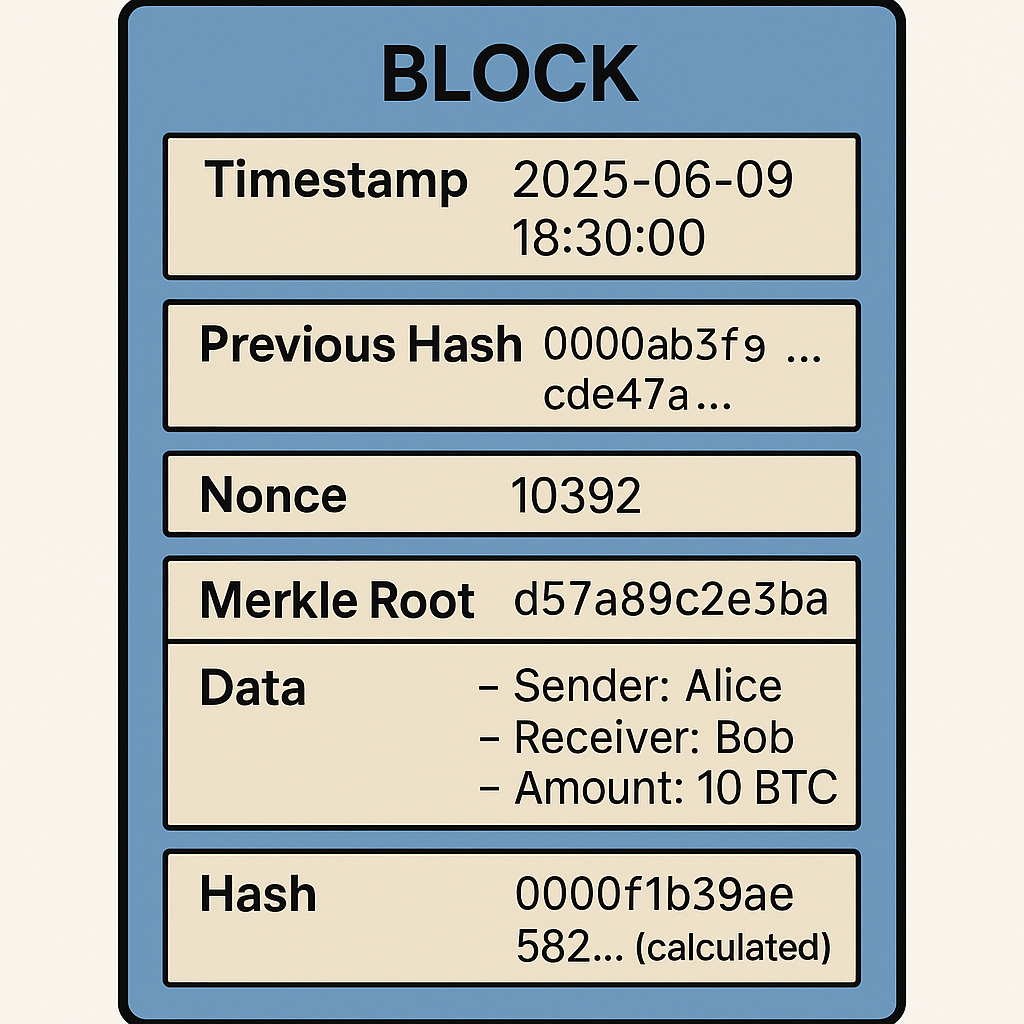 BLOCK
Timestamp 2025-06-09
18:30:00
Previous Hash 0000ab3f9 ...
cde47a...
Nonce 10392
Merkle Root d57a89c2e3ba
Data – Sender: Alice
– Receiver: Bob
– Amount: 10 BTC
Hash 0000f1b39ae
582... (calculated)